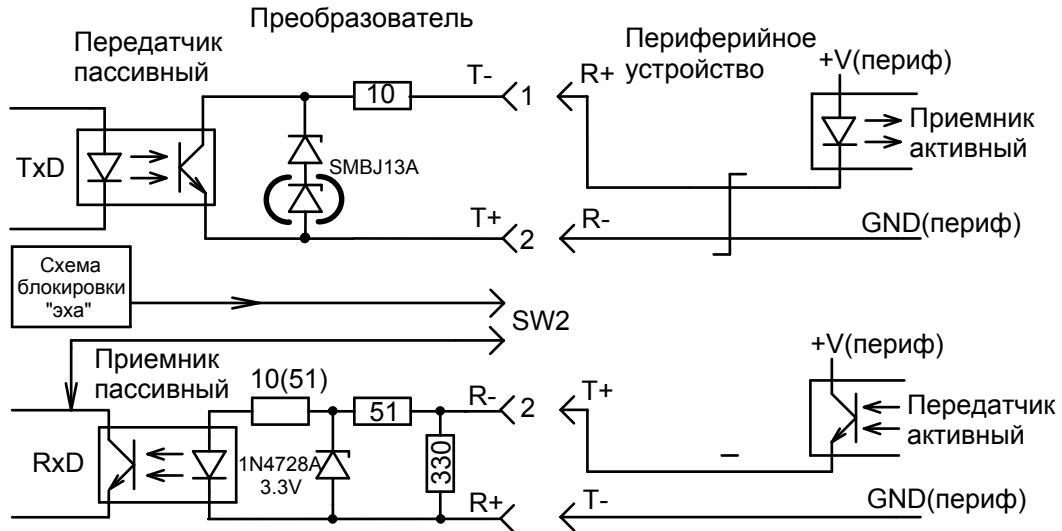 Преобразователь
Передатчик
пассивный
Периферийное
устройство
+V(периф)
T-
1
R+
10
Приемник
активный
TxD
SMBJ13A
T+
2
R-
GND(периф)
Схема
блокировки
"эха"
SW2
Приемник
пассивный
+V(периф)
10(51)
R-
2
T+
51
Передатчик
активный
RxD
1N4728A
3.3V
330
R+
1
T-
GND(периф)